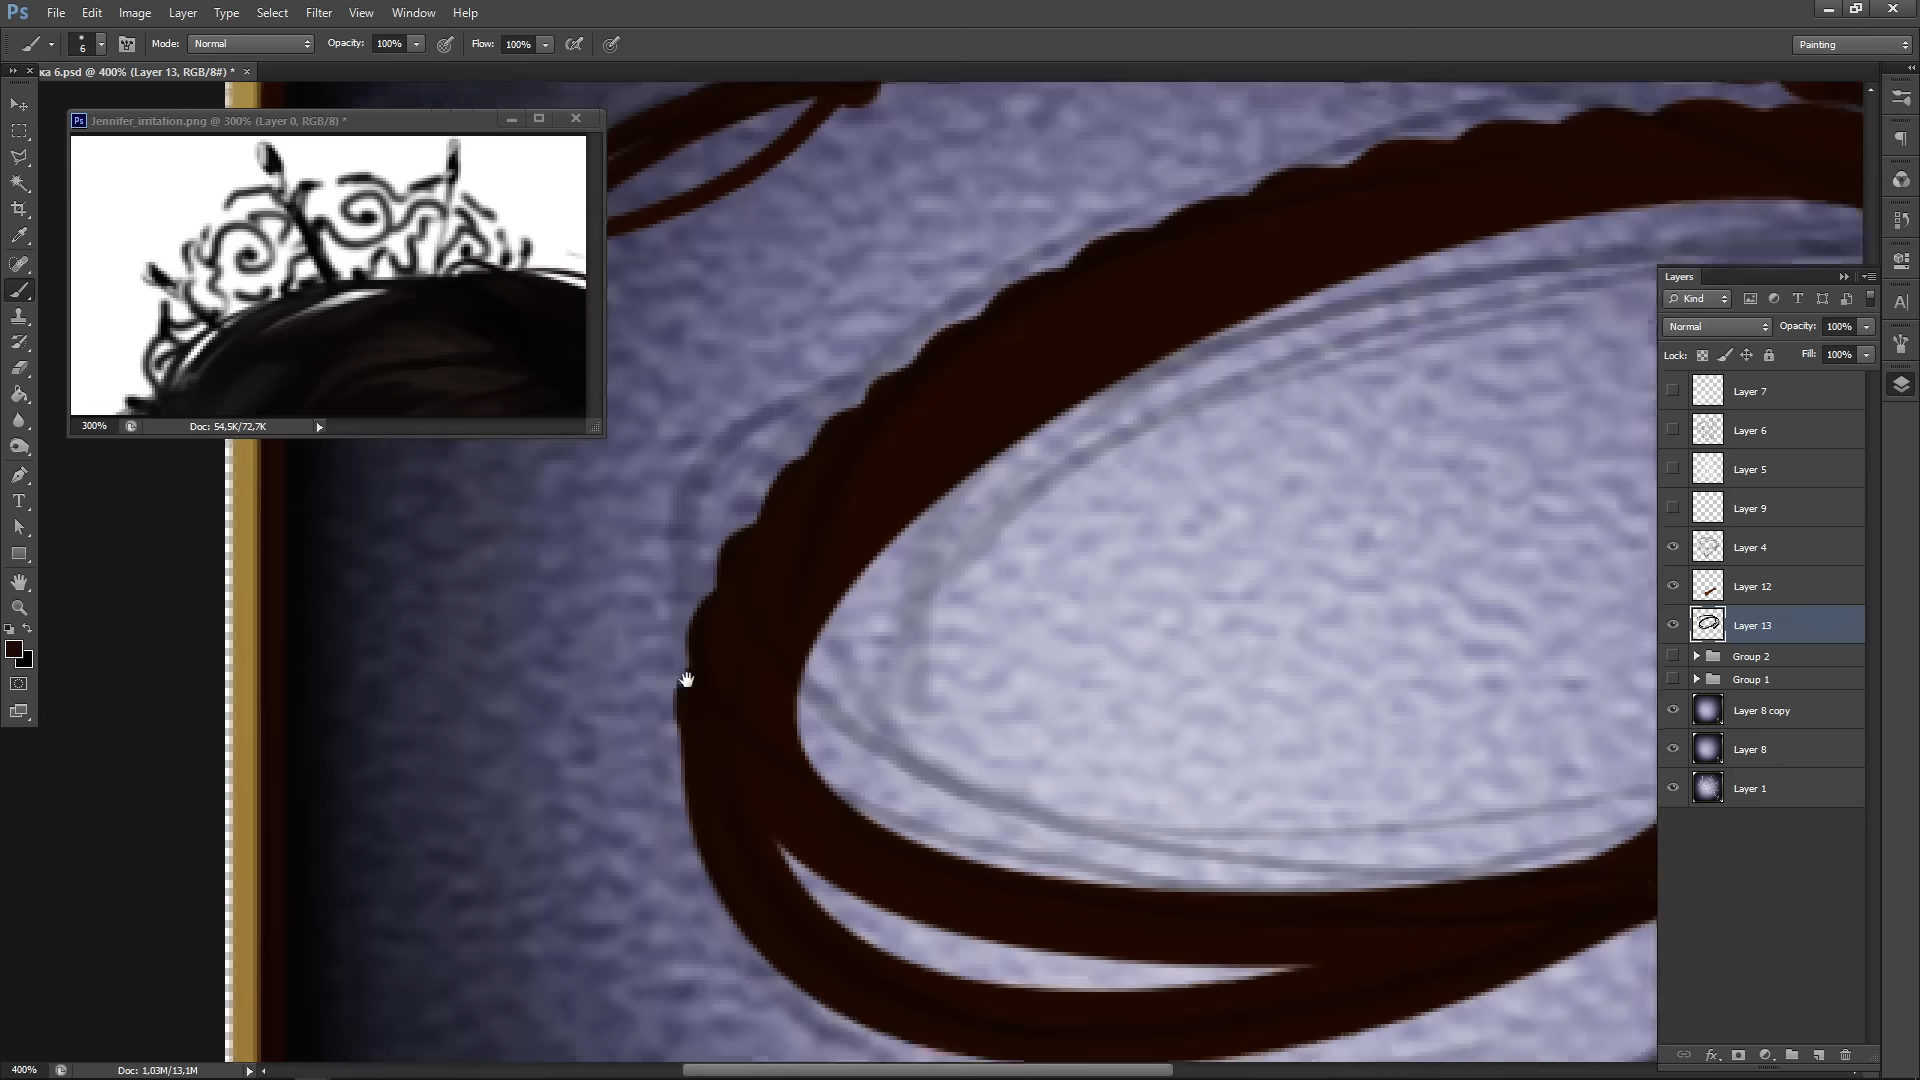 Ps File Edit Image Layer Type Select Filter View Window Help
6 Mode: Normal Opacity: 100% Flow: 100% Painting
ка 6.psd @ 400% (Layer 13, RGB/8#) *
Ps Jennifer_irritation.png @ 300% (Layer 0, RGB/8) *
300% Doc: 54,5K/72,7K
Layers
Kind
Normal Opacity: 100%
Lock: Fill: 100%
Layer 7
Layer 6
Layer 5
Layer 9
Layer 4
Layer 12
Layer 13
Group 2
Group 1
Layer 8 copy
Layer 8
Layer 1
400% Doc: 1,03M/13,1M